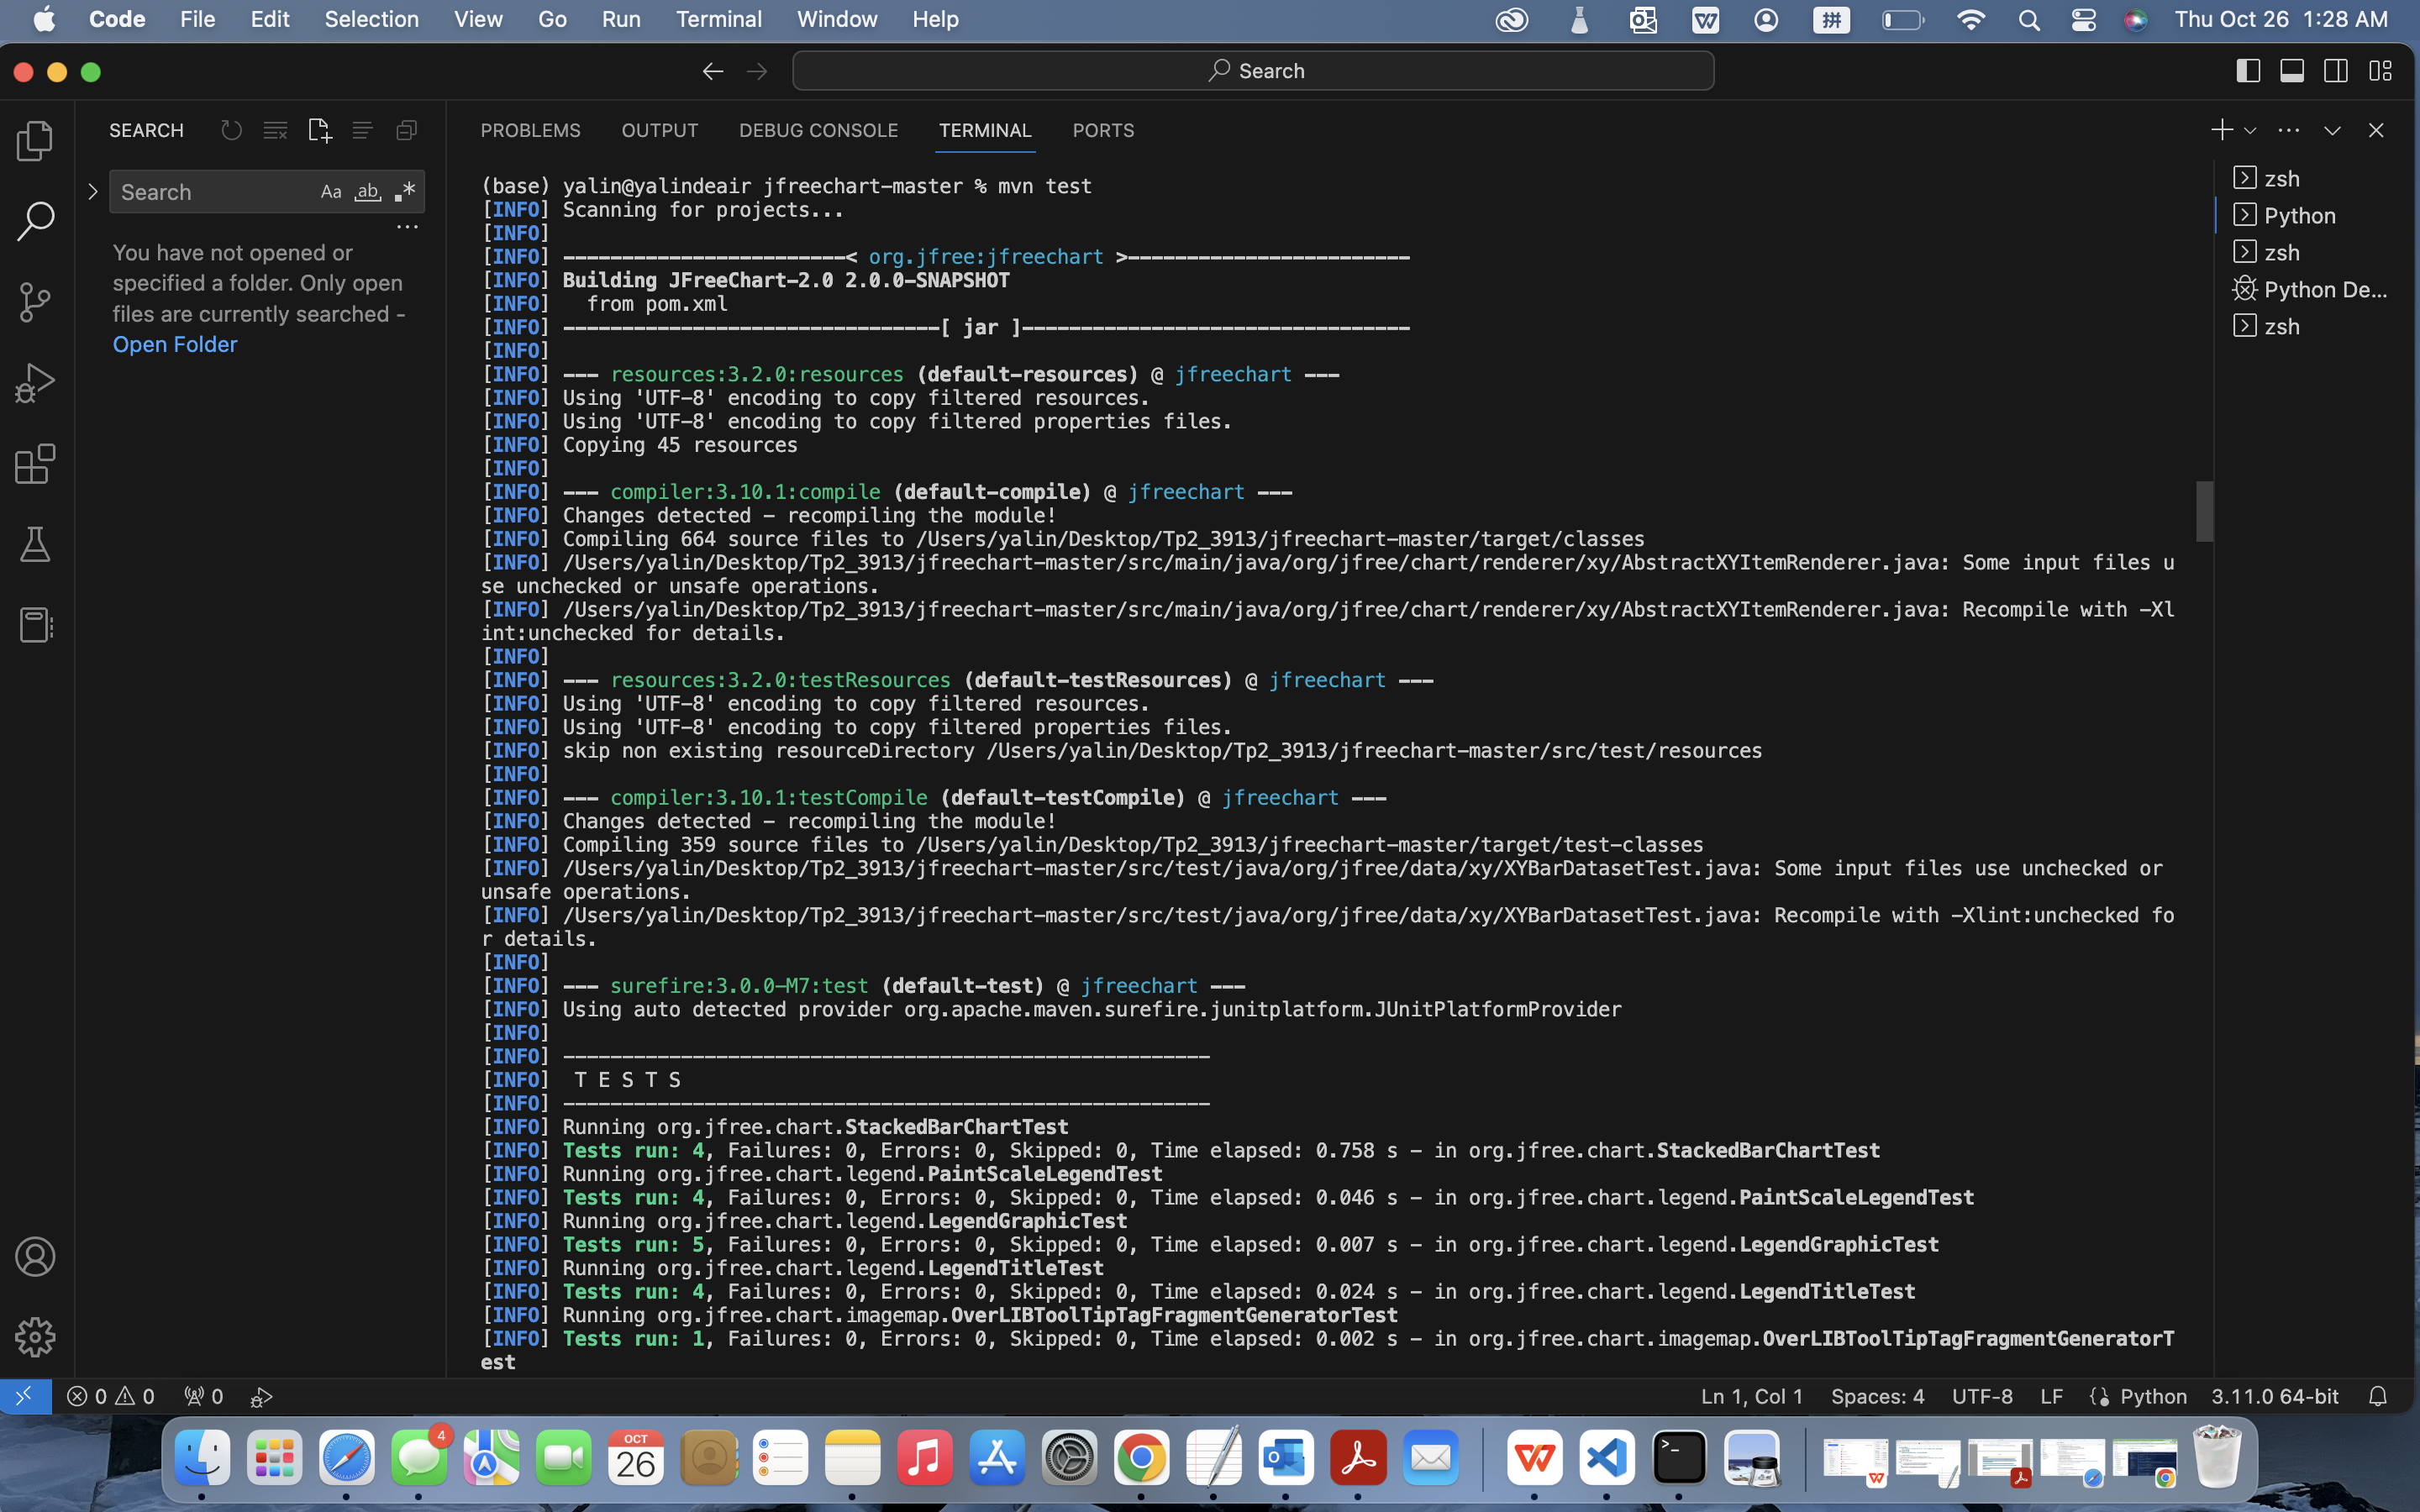 Code File Edit Selection View Go Run Terminal Window Help 拼 Thu Oct 26 1:28 AM
Search
SEARCH
Search Aa ab
You have not opened or
specified a folder. Only open
files are currently searched -
Open Folder
PROBLEMS OUTPUT DEBUG CONSOLE TERMINAL PORTS
(base) yalin@yalindeair jfreechart-master % mvn test
[INFO] Scanning for projects...
[INFO]
[INFO] ------------------------< org.jfree:jfreechart >------------------------
[INFO] Building JFreeChart-2.0 2.0.0-SNAPSHOT
[INFO]   from pom.xml
[INFO] --------------------------------[ jar ]---------------------------------
[INFO]
[INFO] --- resources:3.2.0:resources (default-resources) @ jfreechart ---
[INFO] Using 'UTF-8' encoding to copy filtered resources.
[INFO] Using 'UTF-8' encoding to copy filtered properties files.
[INFO] Copying 45 resources
[INFO]
[INFO] --- compiler:3.10.1:compile (default-compile) @ jfreechart ---
[INFO] Changes detected - recompiling the module!
[INFO] Compiling 664 source files to /Users/yalin/Desktop/Tp2_3913/jfreechart-master/target/classes
[INFO] /Users/yalin/Desktop/Tp2_3913/jfreechart-master/src/main/java/org/jfree/chart/renderer/xy/AbstractXYItemRenderer.java: Some input files u
se unchecked or unsafe operations.
[INFO] /Users/yalin/Desktop/Tp2_3913/jfreechart-master/src/main/java/org/jfree/chart/renderer/xy/AbstractXYItemRenderer.java: Recompile with -Xl
int:unchecked for details.
[INFO]
[INFO] --- resources:3.2.0:testResources (default-testResources) @ jfreechart ---
[INFO] Using 'UTF-8' encoding to copy filtered resources.
[INFO] Using 'UTF-8' encoding to copy filtered properties files.
[INFO] skip non existing resourceDirectory /Users/yalin/Desktop/Tp2_3913/jfreechart-master/src/test/resources
[INFO]
[INFO] --- compiler:3.10.1:testCompile (default-testCompile) @ jfreechart ---
[INFO] Changes detected - recompiling the module!
[INFO] Compiling 359 source files to /Users/yalin/Desktop/Tp2_3913/jfreechart-master/target/test-classes
[INFO] /Users/yalin/Desktop/Tp2_3913/jfreechart-master/src/test/java/org/jfree/data/xy/XYBarDatasetTest.java: Some input files use unchecked or
unsafe operations.
[INFO] /Users/yalin/Desktop/Tp2_3913/jfreechart-master/src/test/java/org/jfree/data/xy/XYBarDatasetTest.java: Recompile with -Xlint:unchecked fo
r details.
[INFO]
[INFO] --- surefire:3.0.0-M7:test (default-test) @ jfreechart ---
[INFO] Using auto detected provider org.apache.maven.surefire.junitplatform.JUnitPlatformProvider
[INFO]
[INFO] -------------------------------------------------------
[INFO]  T E S T S
[INFO] -------------------------------------------------------
[INFO] Running org.jfree.chart.StackedBarChartTest
[INFO] Tests run: 4, Failures: 0, Errors: 0, Skipped: 0, Time elapsed: 0.758 s - in org.jfree.chart.StackedBarChartTest
[INFO] Running org.jfree.chart.legend.PaintScaleLegendTest
[INFO] Tests run: 4, Failures: 0, Errors: 0, Skipped: 0, Time elapsed: 0.046 s - in org.jfree.chart.legend.PaintScaleLegendTest
[INFO] Running org.jfree.chart.legend.LegendGraphicTest
[INFO] Tests run: 5, Failures: 0, Errors: 0, Skipped: 0, Time elapsed: 0.007 s - in org.jfree.chart.legend.LegendGraphicTest
[INFO] Running org.jfree.chart.legend.LegendTitleTest
[INFO] Tests run: 4, Failures: 0, Errors: 0, Skipped: 0, Time elapsed: 0.024 s - in org.jfree.chart.legend.LegendTitleTest
[INFO] Running org.jfree.chart.imagemap.OverLIBToolTipTagFragmentGeneratorTest
[INFO] Tests run: 1, Failures: 0, Errors: 0, Skipped: 0, Time elapsed: 0.002 s - in org.jfree.chart.imagemap.OverLIBToolTipTagFragmentGeneratorT
est
zsh
Python
zsh
Python De...
zsh
0 0 0 Ln 1, Col 1 Spaces: 4 UTF-8 LF Python 3.11.0 64-bit
4
OCT
26